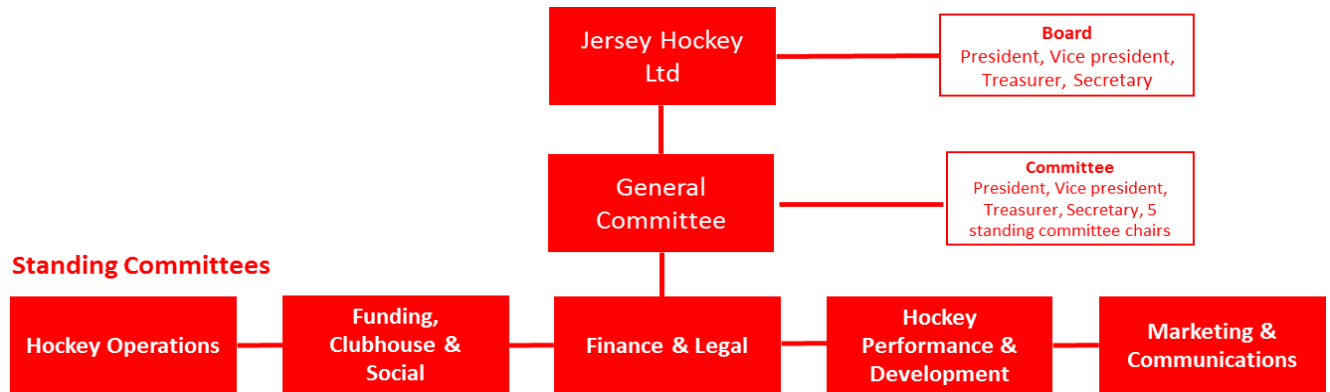 Jersey Hockey
Ltd
Board
President, Vice president,
Treasurer, Secretary
General
Committee
Committee
President, Vice president,
Treasurer, Secretary, 5
standing committee chairs
Standing Committees
Hockey Operations
Funding,
Clubhouse &
Social
Finance & Legal
Hockey
Performance &
Development
Marketing &
Communications